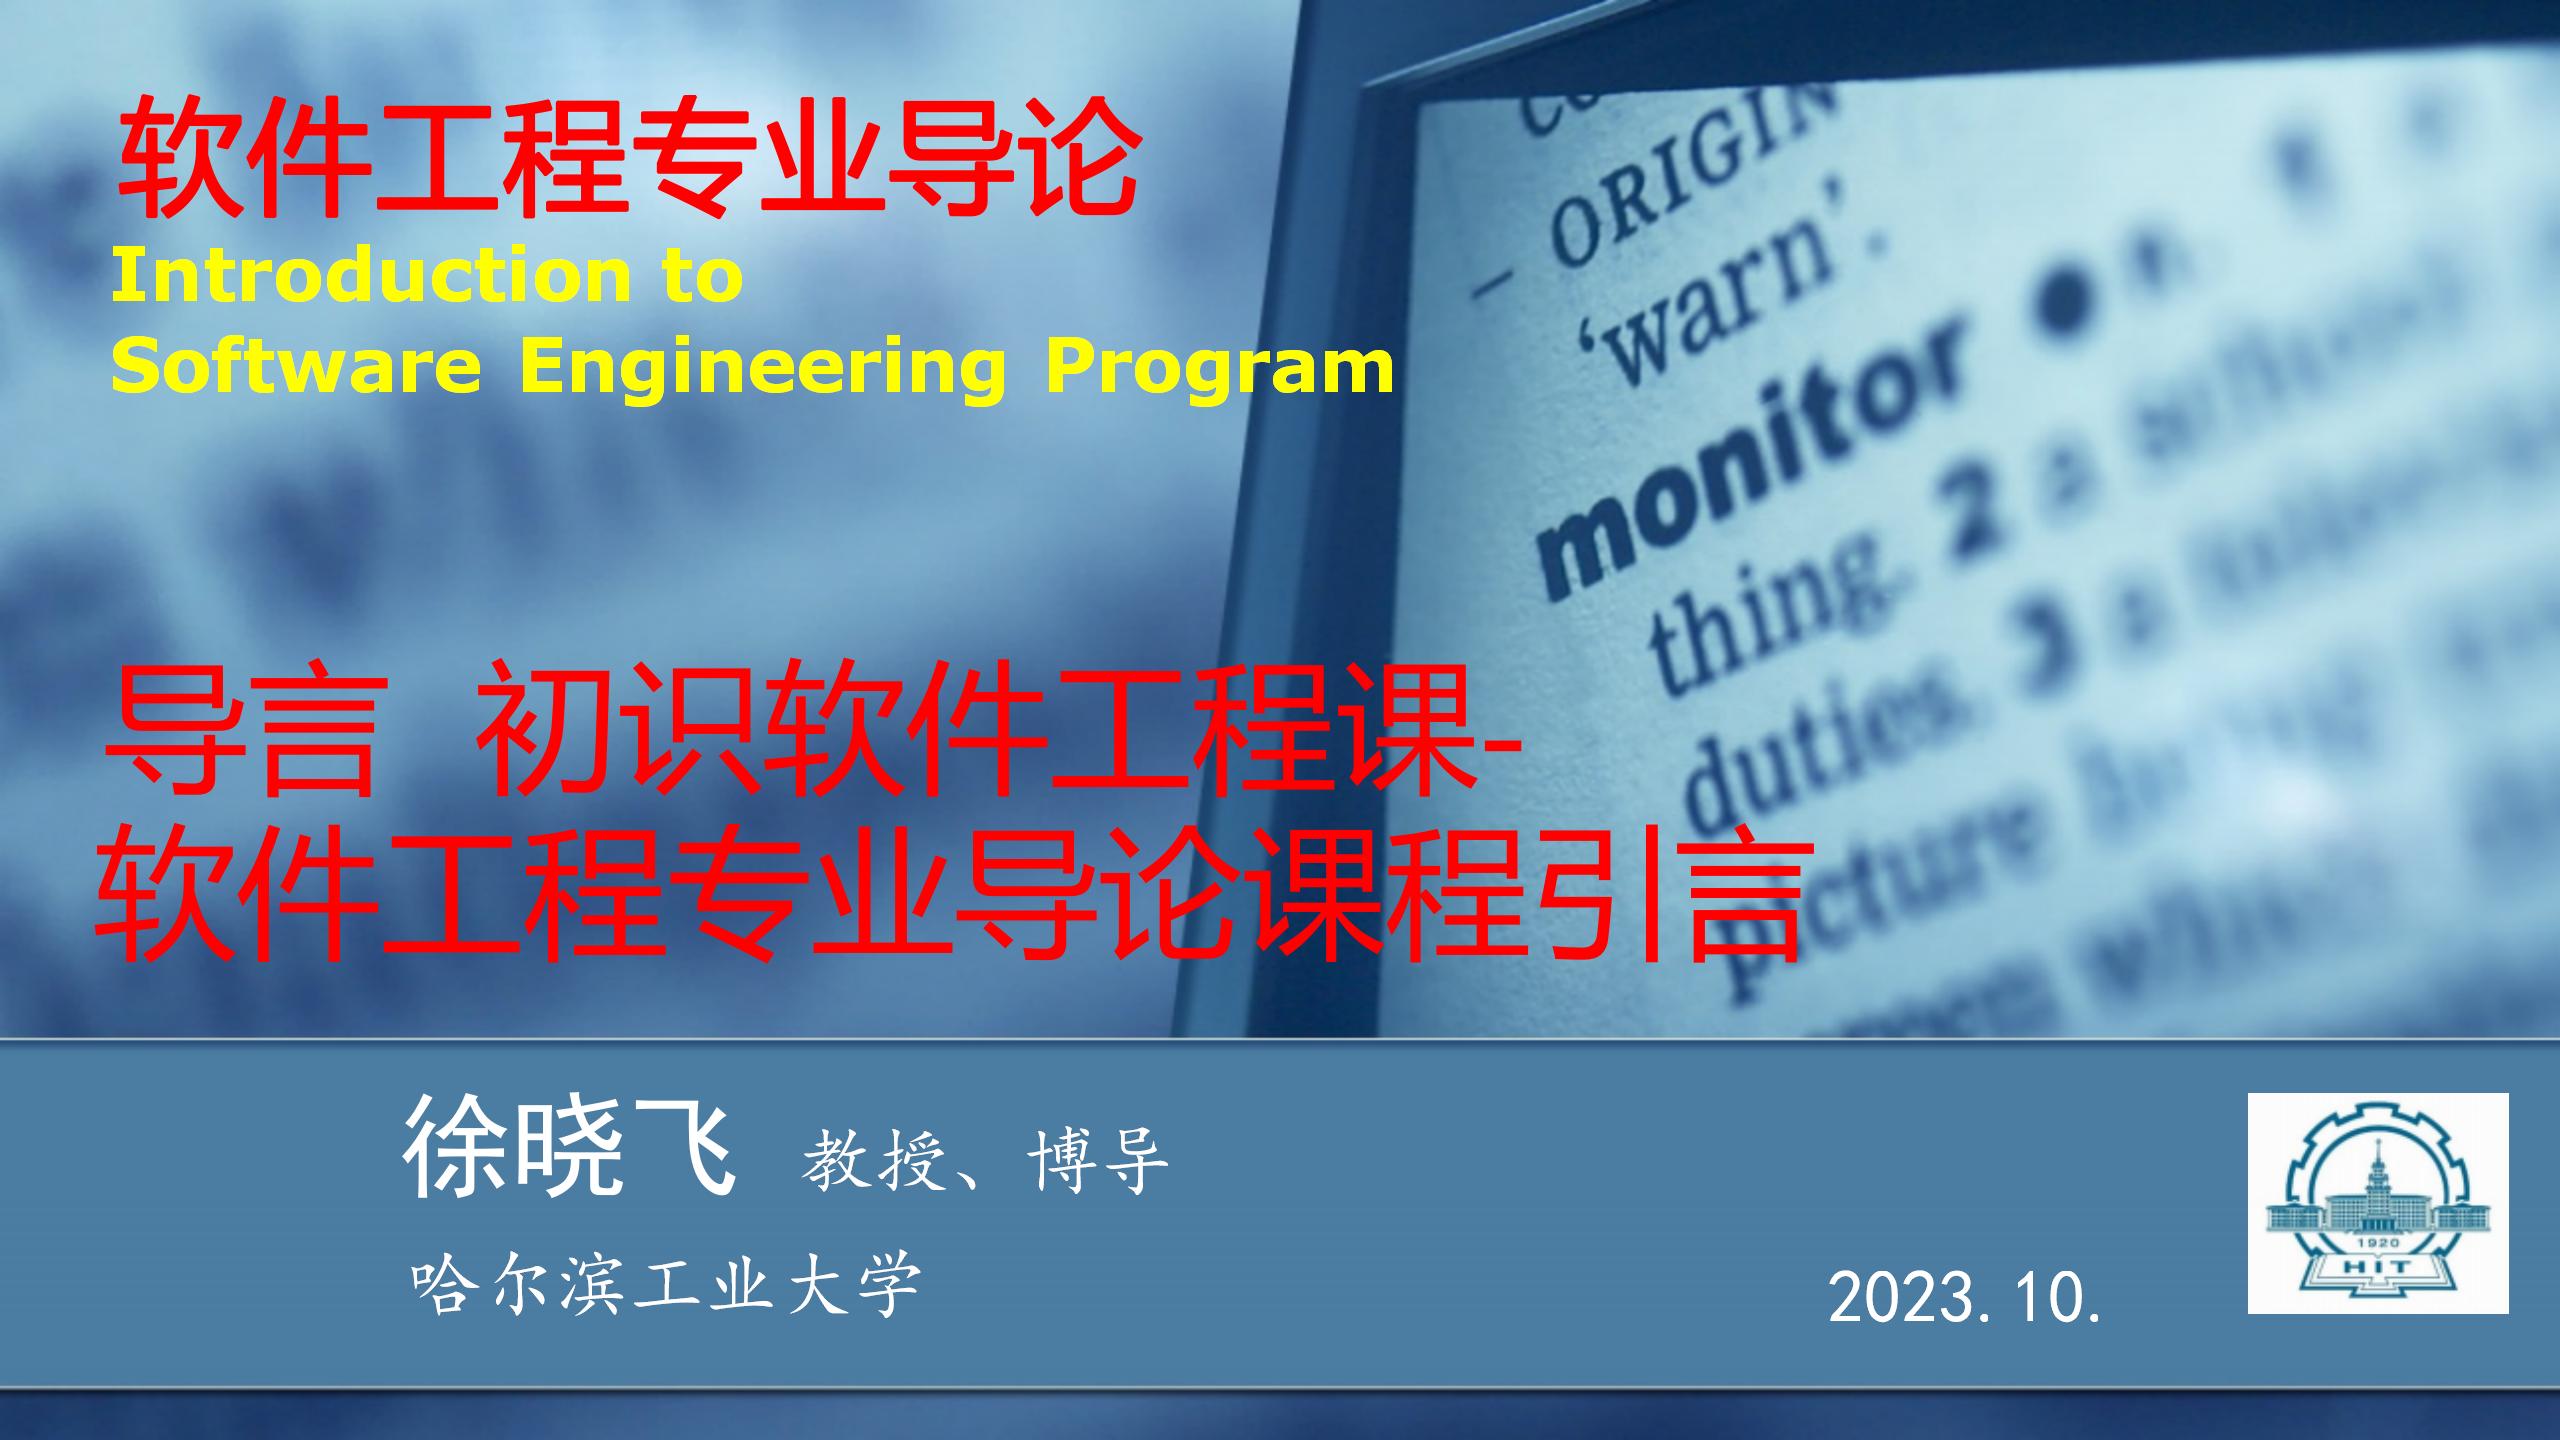 软件工程专业导论
Introduction to
Software Engineering Program
导言 初识软件工程课-
软件工程专业导论课程引言
徐晓飞 教授、博导
哈尔滨工业大学
2023.10.
1920
HIT
– ORIGIN
‘warn’.
monitor
thing. 2 a
duties. 3 a
picture